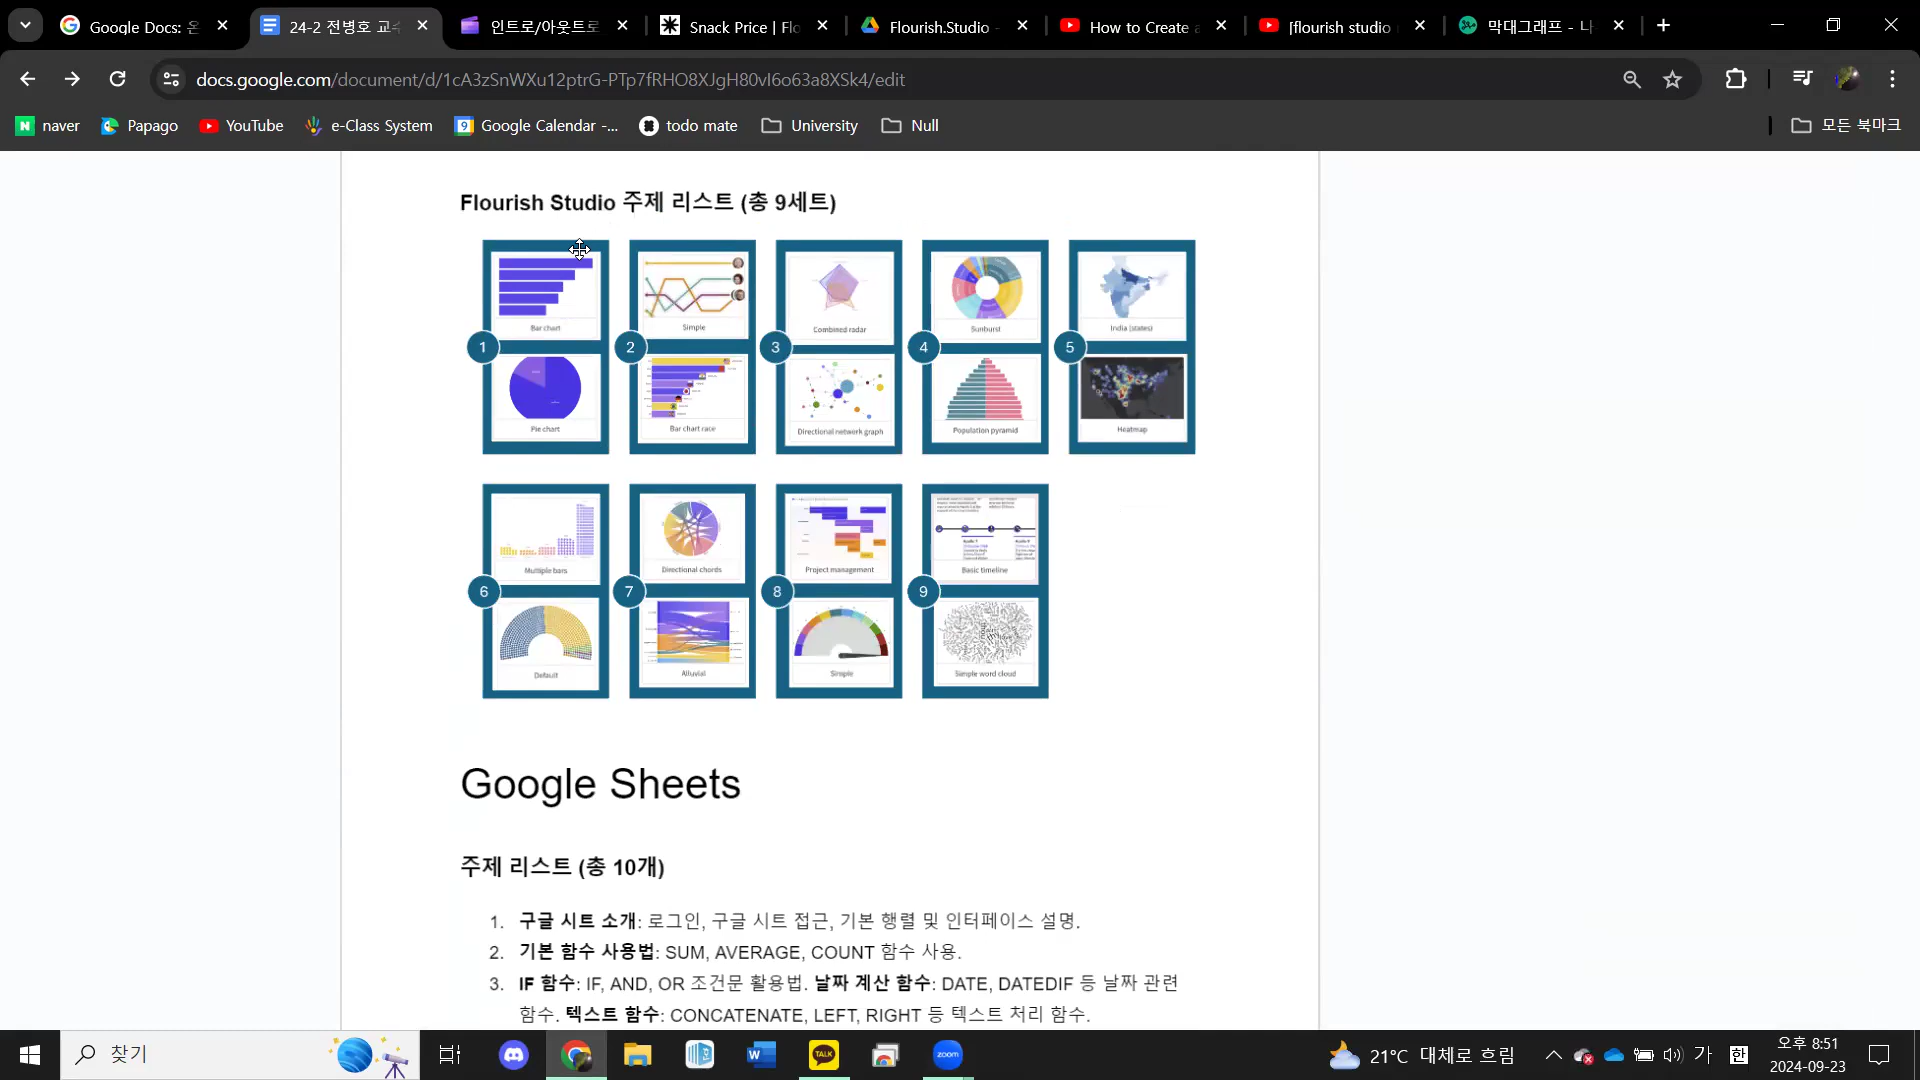 Google Docs: 온
24-2 전병호 교수
인트로/아웃트로
Snack Price | Flo
Flourish.Studio -
How to Create a
[flourish studio
막대그래프 - 나
docs.google.com/document/d/1cA3zSnWXu12ptrG-PTp7fRHO8XJgH80vI6o63a8XSk4/edit
naver
Papago
YouTube
e-Class System
Google Calendar -...
todo mate
University
Null
모든 북마크
Flourish Studio 주제 리스트 (총 9세트)
Bar chart
Simple
Combined radar
Sunburst
India (states)
1 2 3 4 5
Pie chart
Bar chart race
Directional network graph
Population pyramid
Heatmap
Multiple bars
Directional chords
Project management
Basic timeline
6 7 8 9
Default
Alluvial
Simple
Simple word cloud
Google Sheets
주제 리스트 (총 10개)
1. 구글 시트 소개: 로그인, 구글 시트 접근, 기본 행렬 및 인터페이스 설명.
2. 기본 함수 사용법: SUM, AVERAGE, COUNT 함수 사용.
3. IF 함수: IF, AND, OR 조건문 활용법. 날짜 계산 함수: DATE, DATEDIF 등 날짜 관련
함수. 텍스트 함수: CONCATENATE, LEFT, RIGHT 등 텍스트 처리 함수.
찾기
TALK
zoom
21°C 대체로 흐림
가
한
오후 8:51
2024-09-23